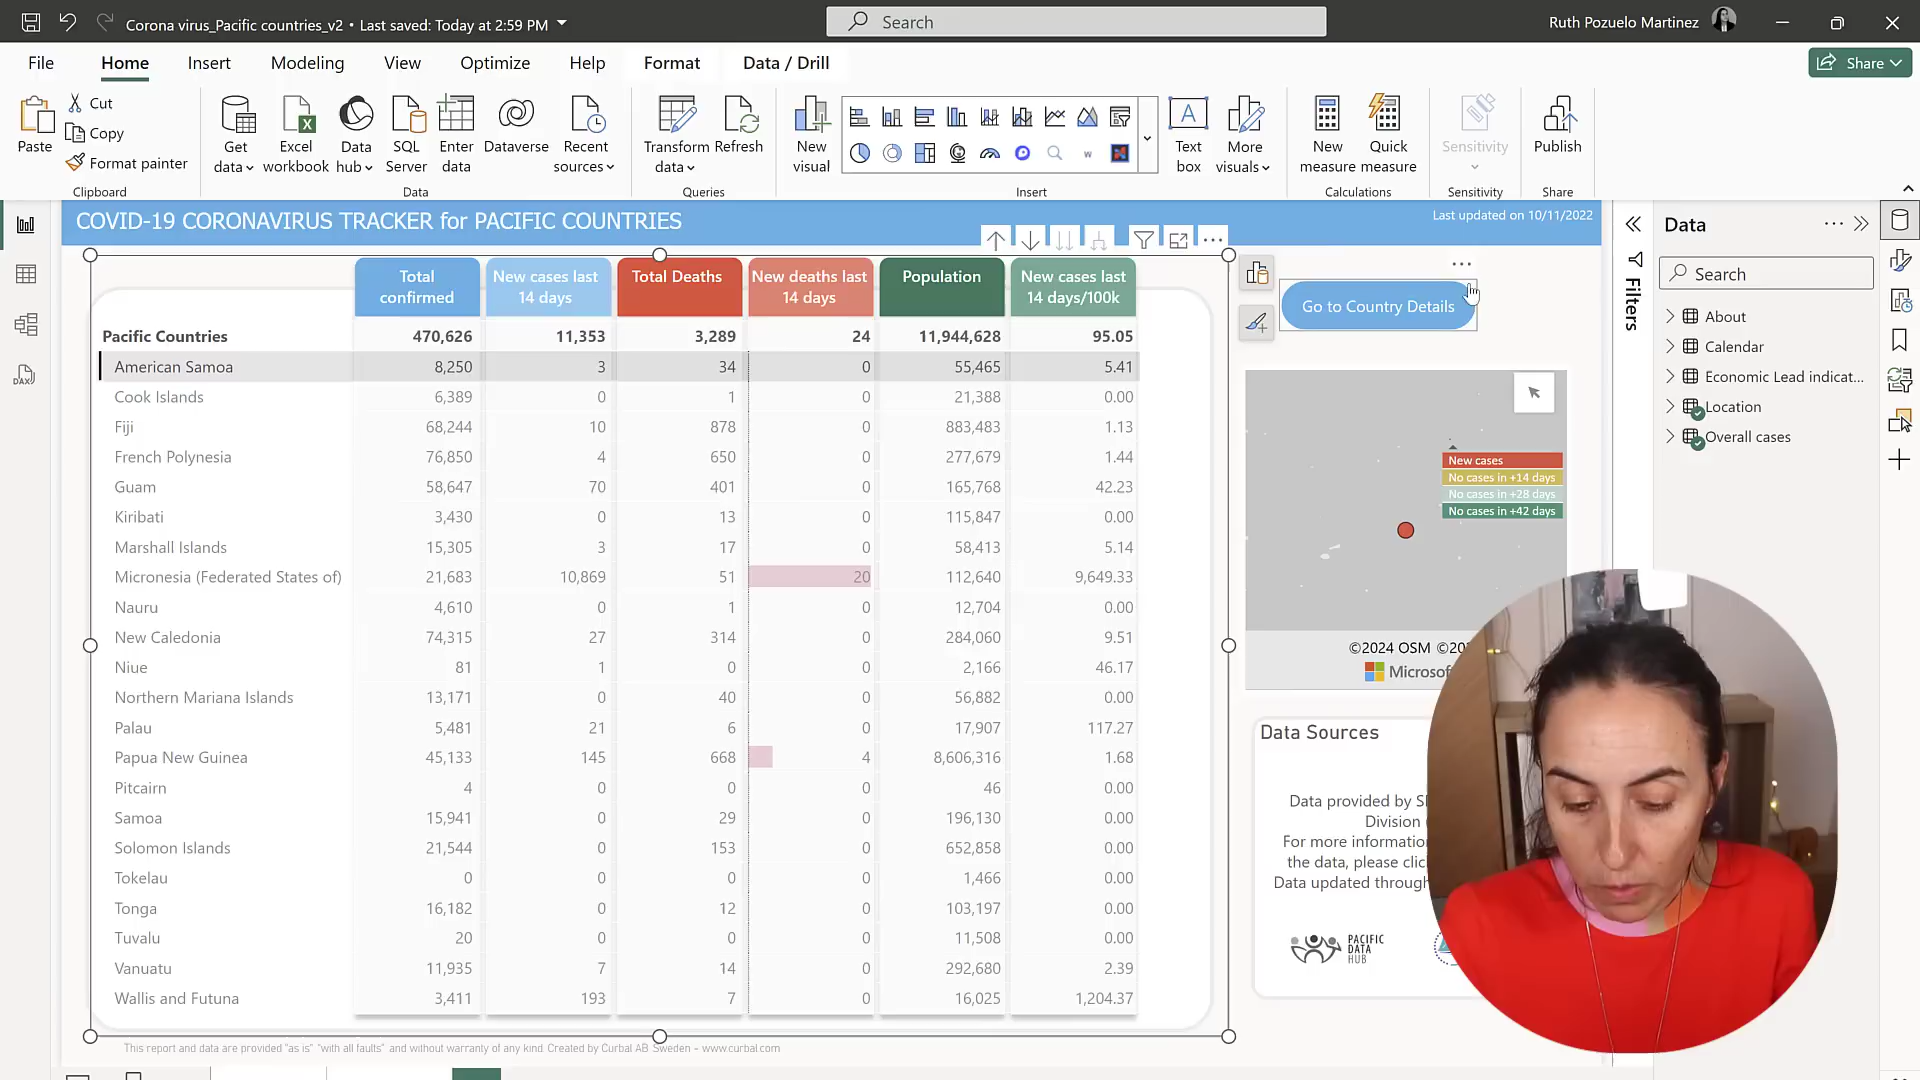 Corona virus_Pacific countries_v2 • Last saved: Today at 2:59 PM
Search
Ruth Pozuelo Martinez
File Home Insert Modeling View Optimize Help Format Data / Drill
Share
Paste
Cut
Copy
Format painter
Get data
Excel workbook
Data hub
SQL Server
Enter data
Dataverse
Recent sources
Transform data
Refresh
New visual
Text box
More visuals
New measure
Quick measure
Sensitivity
Publish
Clipboard
Data
Queries
Insert
Calculations
Sensitivity
Share
COVID-19 CORONAVIRUS TRACKER for PACIFIC COUNTRIES
Last updated on 10/11/2022
Total confirmed
New cases last 14 days
Total Deaths
New deaths last 14 days
Population
New cases last 14 days/100k
Pacific Countries 470,626 11,353 3,289 24 11,944,628 95.05
American Samoa 8,250 3 34 0 55,465 5.41
Cook Islands 6,389 0 1 0 21,388 0.00
Fiji 68,244 10 878 0 883,483 1.13
French Polynesia 76,850 4 650 0 277,679 1.44
Guam 58,647 70 401 0 165,768 42.23
Kiribati 3,430 0 13 0 115,847 0.00
Marshall Islands 15,305 3 17 0 58,413 5.14
Micronesia (Federated States of) 21,683 10,869 51 20 112,640 9,649.33
Nauru 4,610 0 1 0 12,704 0.00
New Caledonia 74,315 27 314 0 284,060 9.51
Niue 81 1 0 0 2,166 46.17
Northern Mariana Islands 13,171 0 40 0 56,882 0.00
Palau 5,481 21 6 0 17,907 117.27
Papua New Guinea 45,133 145 668 4 8,606,316 1.68
Pitcairn 4 0 0 0 46 0.00
Samoa 15,941 0 29 0 196,130 0.00
Solomon Islands 21,544 0 153 0 652,858 0.00
Tokelau 0 0 0 0 1,466 0.00
Tonga 16,182 0 12 0 103,197 0.00
Tuvalu 20 0 0 0 11,508 0.00
Vanuatu 11,935 7 14 0 292,680 2.39
Wallis and Futuna 3,411 193 7 0 16,025 1,204.37
This report and data are provided "as is" "with all faults" and without warranty of any kind. Created by Curbal AB Sweden - www.curbal.com
Go to Country Details
New cases
No cases in +14 days
No cases in +28 days
No cases in +42 days
©2024 OSM
Microsof
Data Sources
Data provided by
Division
For more information
the data, please
Data updated through
PACIFIC
DATA
HUB
Filters
Data
Search
About
Calendar
Economic Lead indicat...
Location
Overall cases
DAX